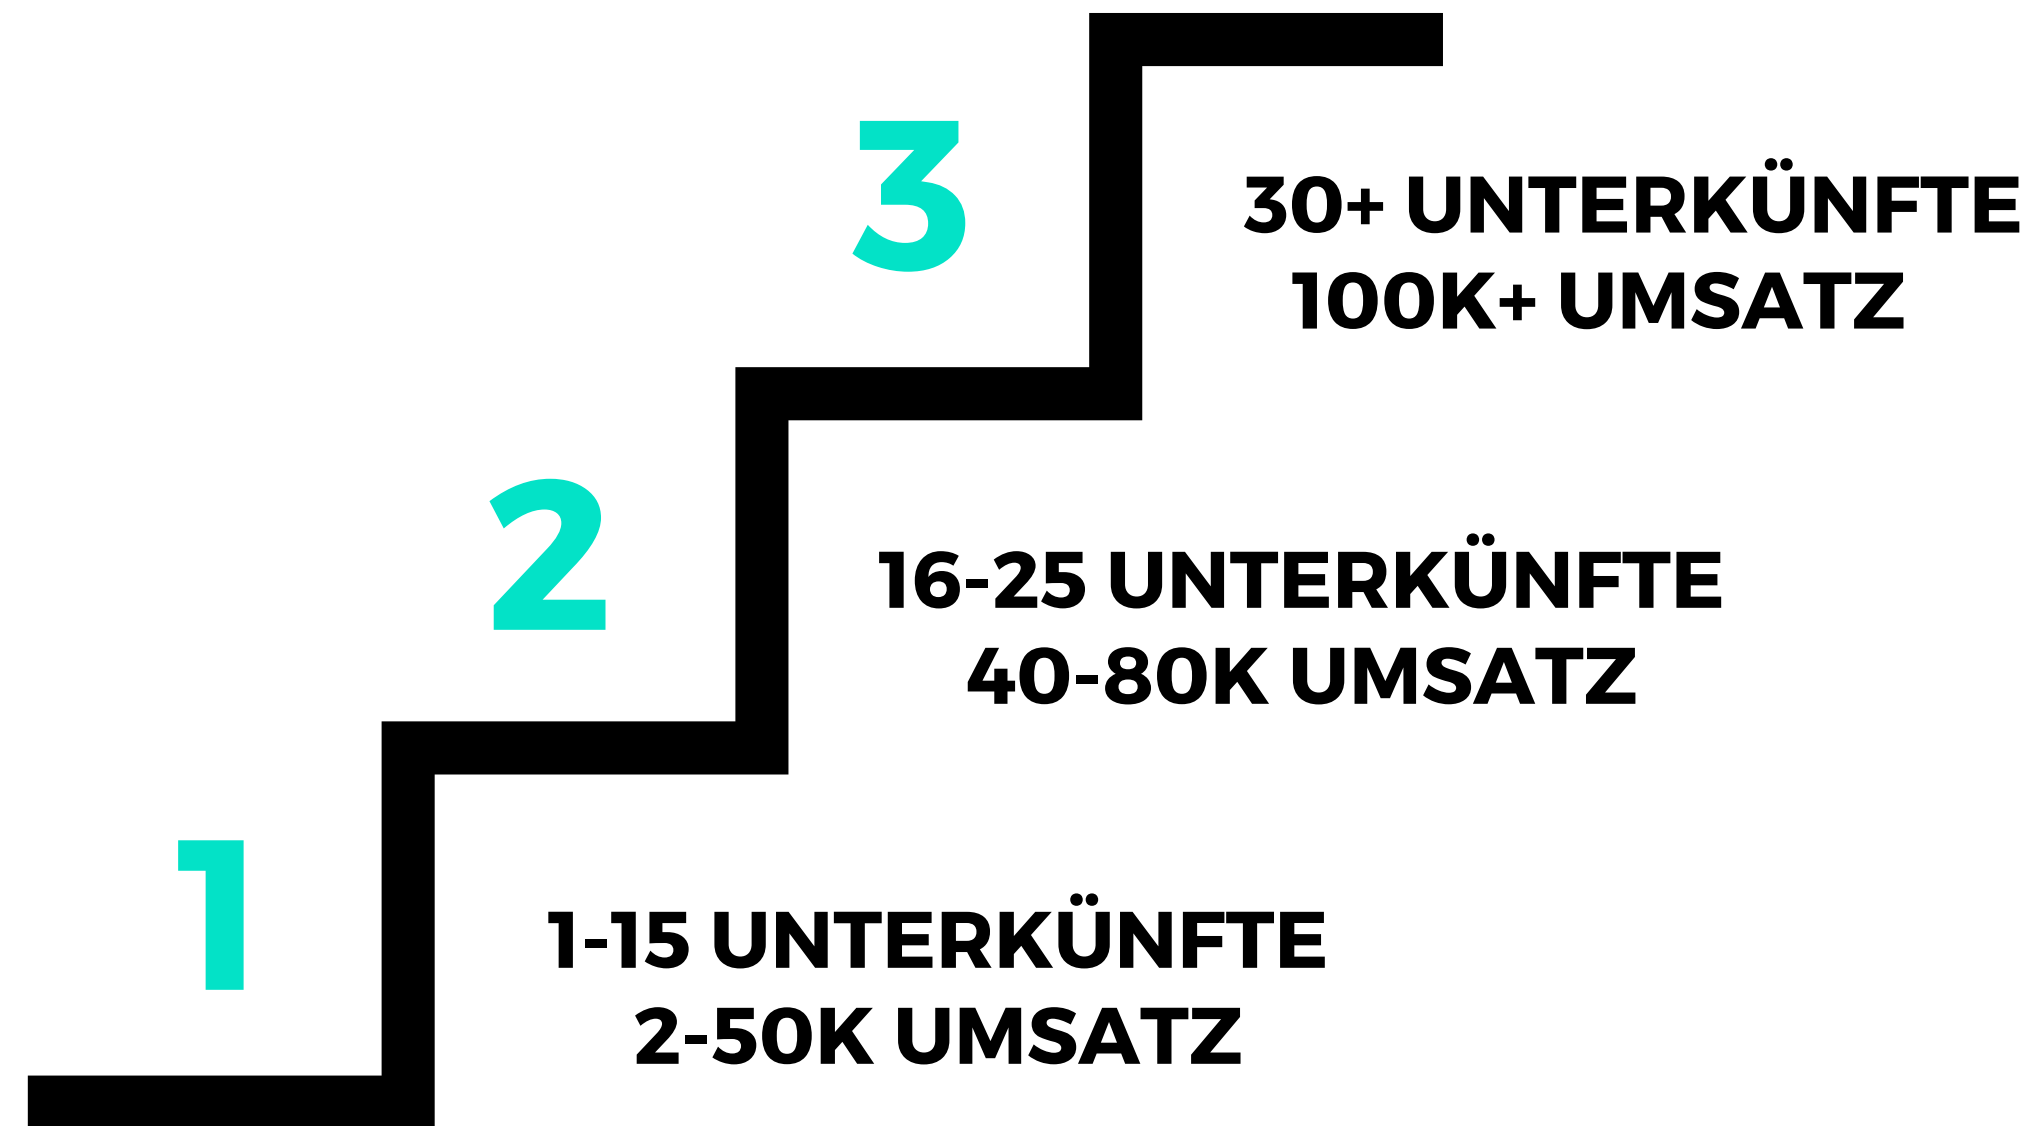 3
30+ UNTERKÜNFTE
100K+ UMSATZ
2
16-25 UNTERKÜNFTE
40-80K UMSATZ
1
1-15 UNTERKÜNFTE
2-50K UMSATZ